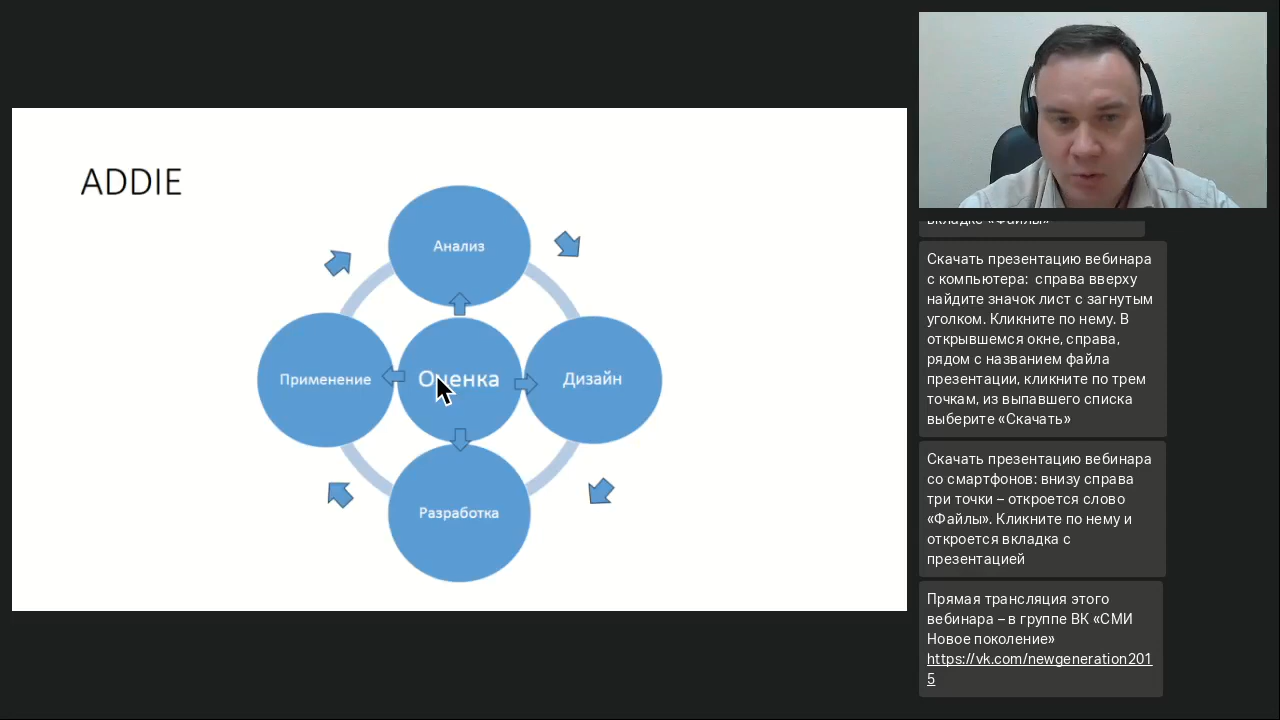 ADDIE
Анализ
Применение
Оценка
Дизайн
Разработка
вкладке «Файлы»
Скачать презентацию вебинара
с компьютера: справа вверху
найдите значок лист с загнутым
уголком. Кликните по нему. В
открывшемся окне, справа,
рядом с названием файла
презентации, кликните по трем
точкам, из выпавшего списка
выберите «Скачать»
Скачать презентацию вебинара
со смартфонов: внизу справа
три точки – откроется слово
«Файлы». Кликните по нему и
откроется вкладка с
презентацией
Прямая трансляция этого
вебинара – в группе ВК «СМИ
Новое поколение»
https://vk.com/newgeneration201
5